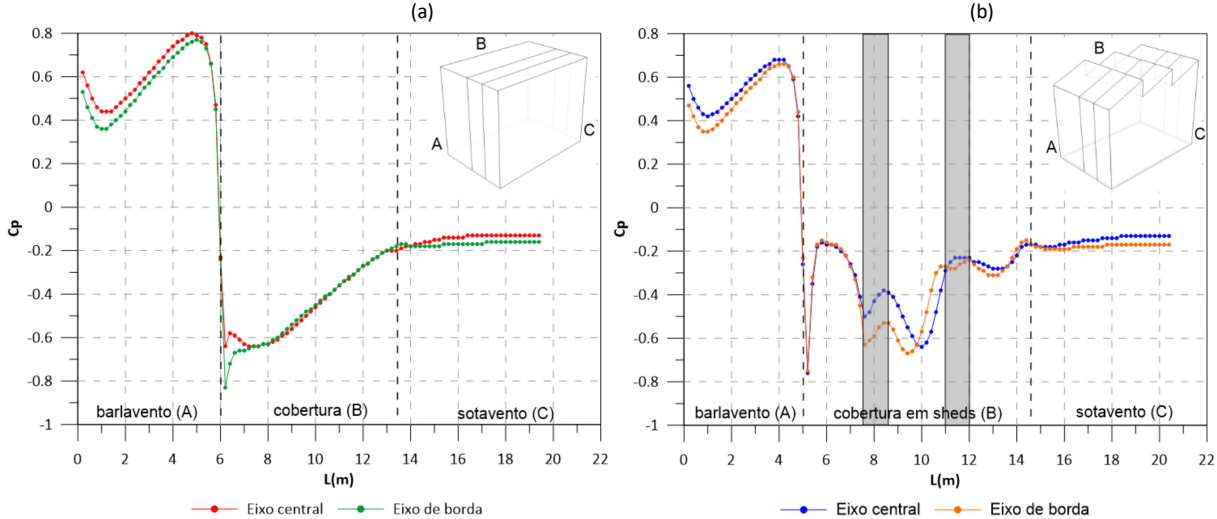 (a)
0.8
0.6
0.4
0.2
0
-0.2
-0.4
-0.6
-0.8
-1
Cp
B
A
C
barlavento (A)
cobertura (B)
sotavento (C)
0 2 4 6 8 10 12 14 16 18 20 22
L(m)
Eixo central
Eixo de borda
(b)
0.8
0.6
0.4
0.2
0
-0.2
-0.4
-0.6
-0.8
-1
Cp
B
A
C
barlavento (A)
cobertura em sheds (B)
sotavento (C)
0 2 4 6 8 10 12 14 16 18 20 22
L(m)
Eixo central
Eixo de borda